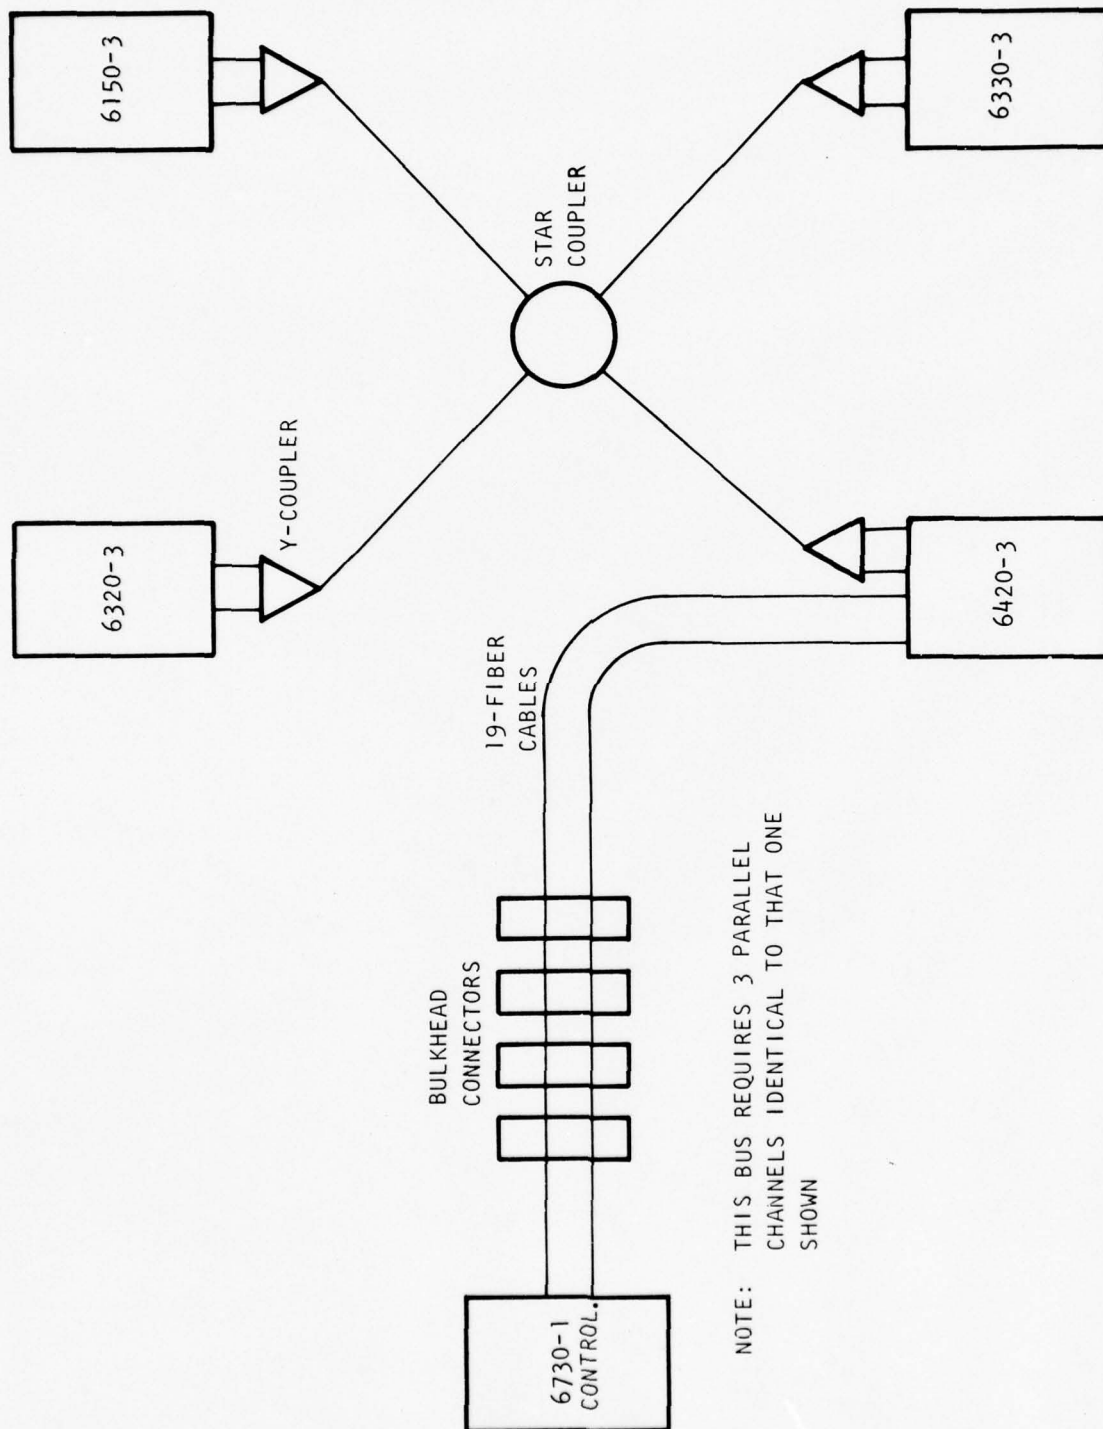 6320-3
6150-3
Y-COUPLER
STAR
COUPLER
19-FIBER
CABLES
BULKHEAD
CONNECTORS
6730-1
CONTROL.
6420-3
6330-3
NOTE: THIS BUS REQUIRES 3 PARALLEL
CHANNELS IDENTICAL TO THAT ONE
SHOWN